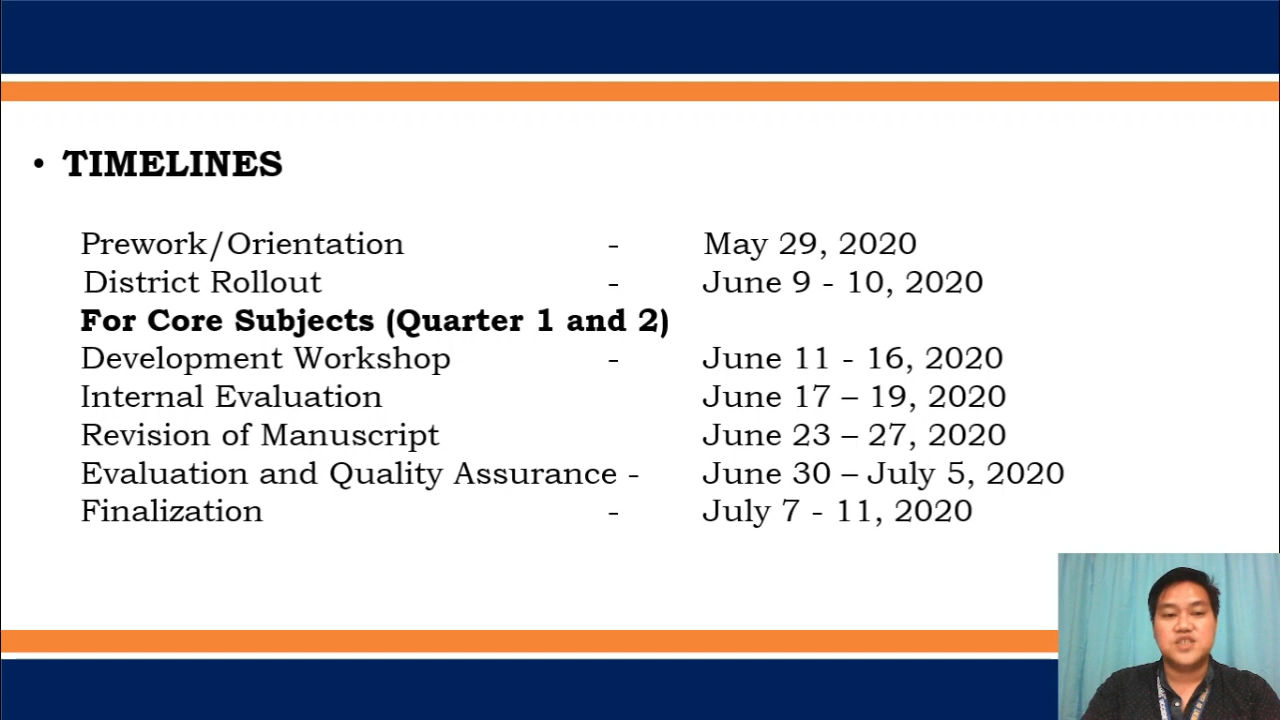 • TIMELINES
Prework/Orientation - May 29, 2020
District Rollout - June 9 - 10, 2020
For Core Subjects (Quarter 1 and 2)
Development Workshop - June 11 - 16, 2020
Internal Evaluation June 17 – 19, 2020
Revision of Manuscript June 23 – 27, 2020
Evaluation and Quality Assurance - June 30 – July 5, 2020
Finalization - July 7 - 11, 2020